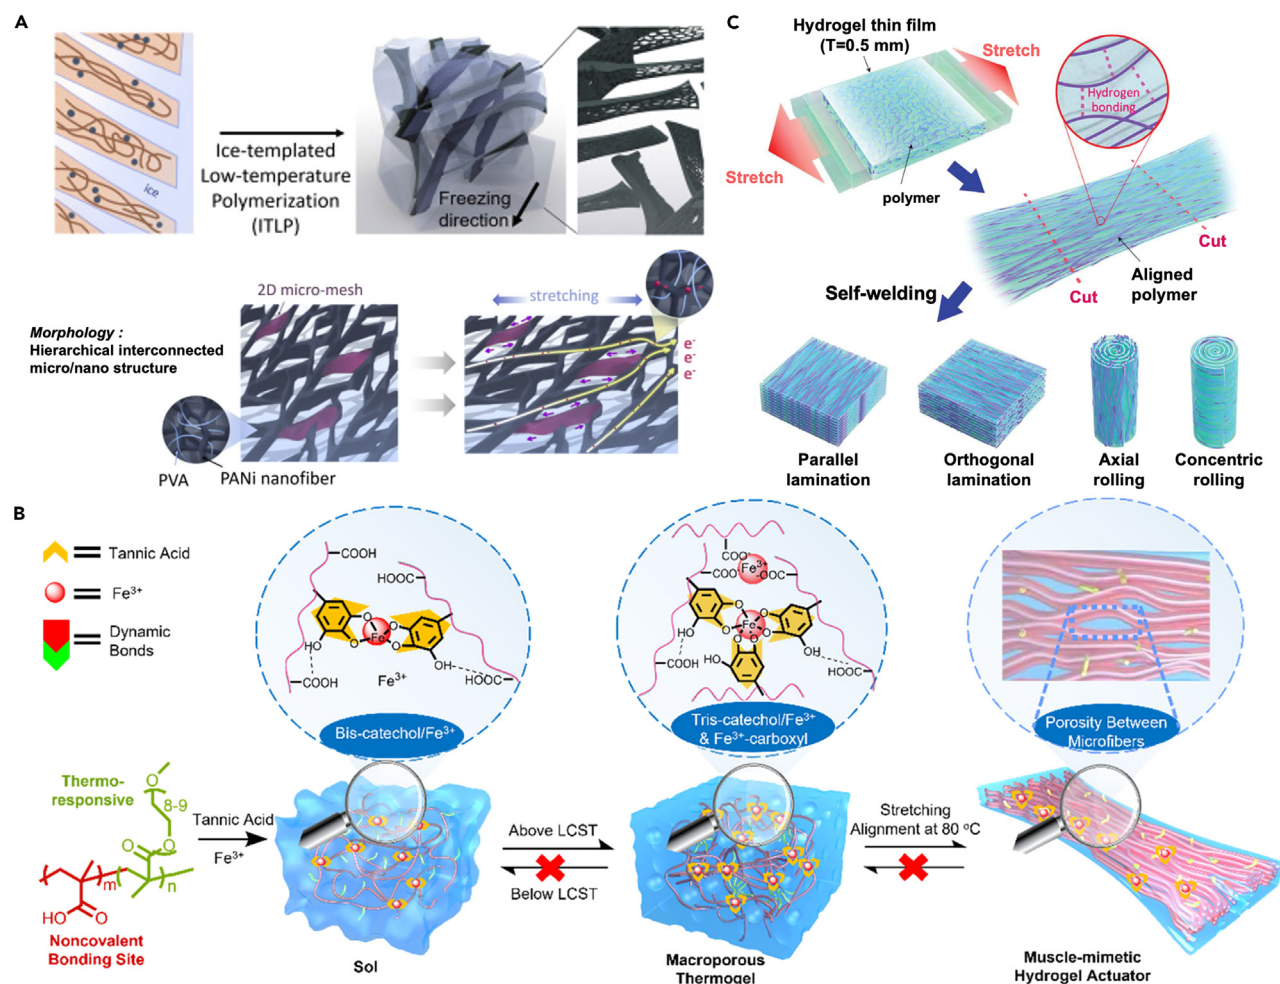 A
ice
Ice-templated
Low-temperature
Polymerization
(ITLP)
Freezing
direction
Morphology :
Hierarchical interconnected
micro/nano structure
2D micro-mesh
stretching
e-
e-
e-
PVA
PANi nanofiber
C
Hydrogel thin film
(T=0.5 mm)
Stretch
Stretch
polymer
Hydrogen
bonding
Cut
Cut
Aligned
polymer
Self-welding
Parallel
lamination
Orthogonal
lamination
Axial
rolling
Concentric
rolling
B
Tannic Acid
Fe³⁺
Dynamic
Bonds
COOH
HOOC
O
O
Fe
O
O
HO
OH
COOH
HOOC
Fe³⁺
Bis-catechol/Fe³⁺
COO-
COO-
Fe³⁺
-OOC
O
O
Fe³⁺
O
O
O
O
HO
HO
OH
COOH
HOOC
Tris-catechol/Fe³⁺
& Fe³⁺-carboxyl
Porosity Between
Microfibers
Thermo-
responsive
O
8-9
O
O
m
n
HO
O
Noncovalent
Bonding Site
Tannic Acid
Fe³⁺
Sol
Above LCST
Below LCST
Macroporous
Thermogel
Stretching
Alignment at 80 °C
Muscle-mimetic
Hydrogel Actuator